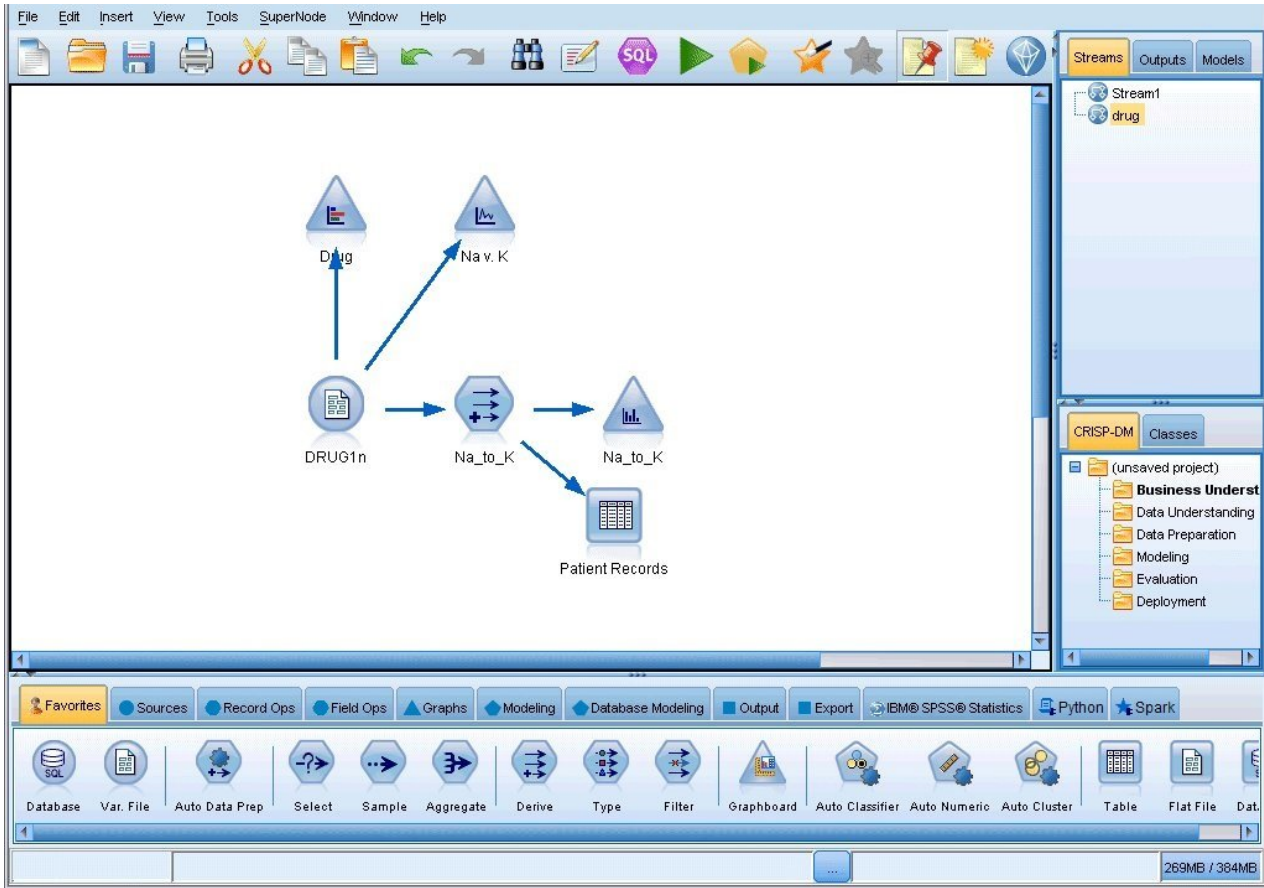 File Edit Insert View Tools SuperNode Window Help
SQL
Streams Outputs Models
Stream1
drug
Drug
Na v. K
DRUG1n
Na_to_K
Na_to_K
Patient Records
CRISP-DM Classes
(unsaved project)
Business Underst
Data Understanding
Data Preparation
Modeling
Evaluation
Deployment
Favorites Sources Record Ops Field Ops Graphs Modeling Database Modeling Output Export IBM® SPSS® Statistics Python Spark
SQL
Database Var. File Auto Data Prep Select Sample Aggregate Derive Type Filter Graphboard Auto Classifier Auto Numeric Auto Cluster Table Flat File Dat.
...
269MB / 384MB